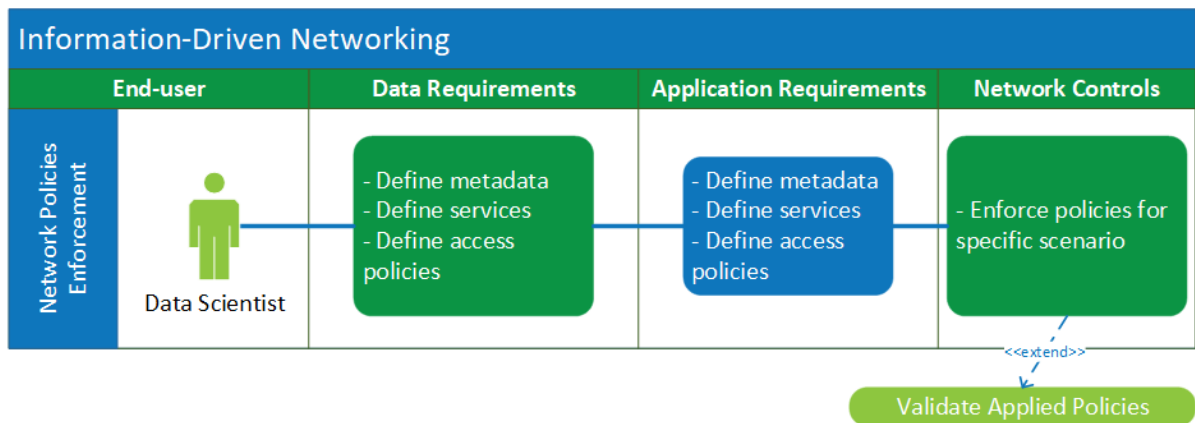 Information-Driven Networking
End-user
Data Requirements
Application Requirements
Network Controls
Network Policies
Enforcement
Data Scientist
- Define metadata
- Define services
- Define access
policies
- Define metadata
- Define services
- Define access
policies
- Enforce policies for
specific scenario
<<extend>>
Validate Applied Policies